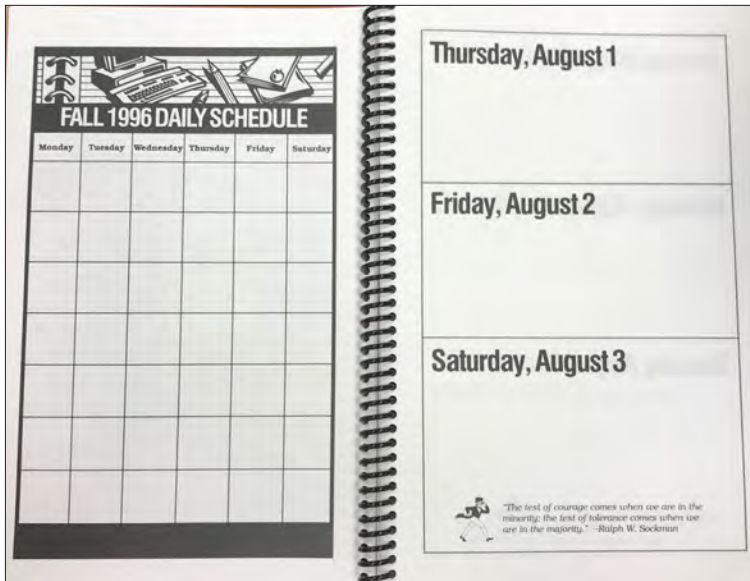 FALL 1996 DAILY SCHEDULE
Monday Tuesday Wednesday Thursday Friday Saturday
Thursday, August 1
Friday, August 2
Saturday, August 3
"The test of courage comes when we are in the
minority; the test of tolerance comes when we
are in the majority." -Ralph W. Sockman